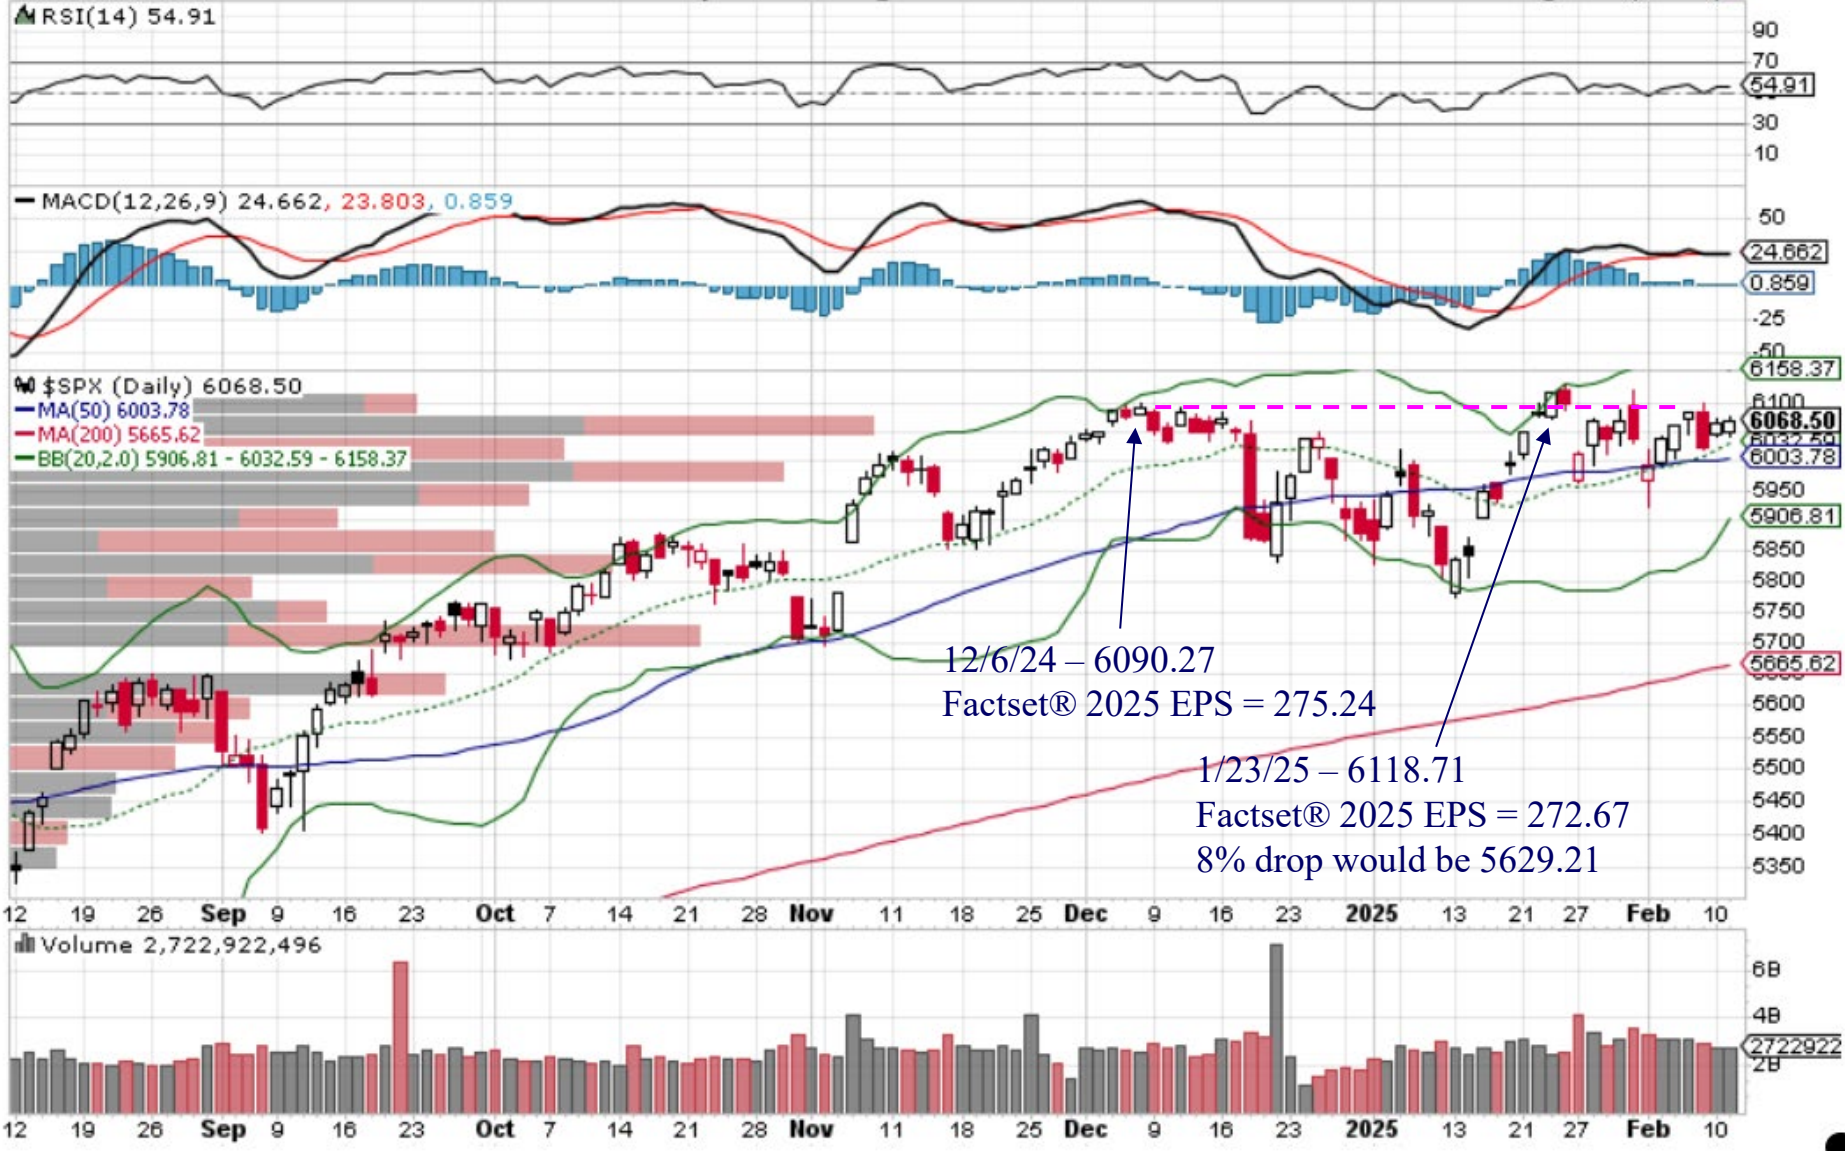 RSI(14) 54.91
90
70
54.91
30
10
MACD(12,26,9) 24.662, 23.803, 0.859
50
24.662
0.859
-25
-50
$SPX (Daily) 6068.50
MA(50) 6003.78
MA(200) 5665.62
BB(20,2.0) 5906.81 - 6032.59 - 6158.37
6158.37
6100
6068.50
6032.59
6003.78
5950
5906.81
5850
5800
5750
5700
5665.62
5600
5550
5500
5450
5400
5350
12/6/24 – 6090.27
Factset® 2025 EPS = 275.24
1/23/25 – 6118.71
Factset® 2025 EPS = 272.67
8% drop would be 5629.21
12 19 26 Sep 9 16 23 Oct 7 14 21 28 Nov 11 18 25 Dec 9 16 23 2025 13 21 27 Feb 10
Volume 2,722,922,496
6B
4B
2722922
2B
12 19 26 Sep 9 16 23 Oct 7 14 21 28 Nov 11 18 25 Dec 9 16 23 2025 13 21 27 Feb 10